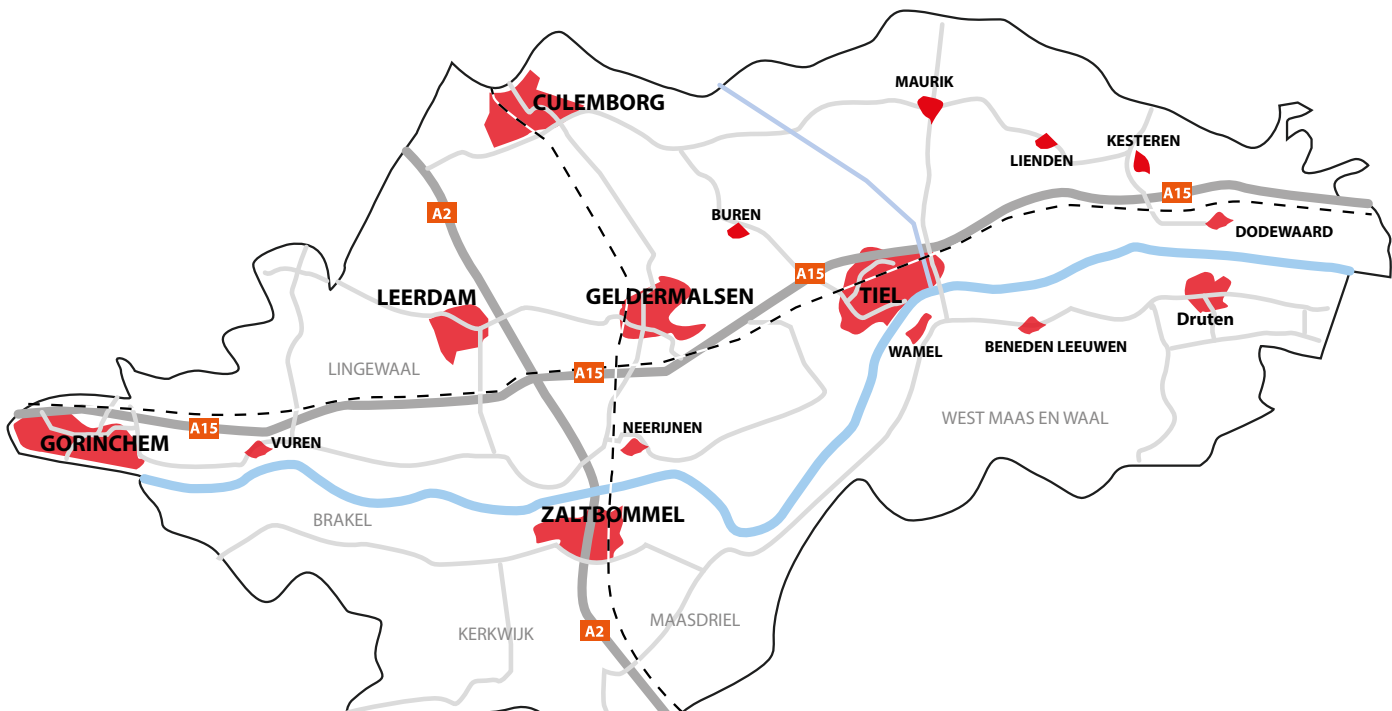 MAURIK
CULEMBORG
KESTEREN
LIENDEN
A15
A2
BUREN
DODEWAARD
A15
LEERDAM
GELDERMALSEN
TIEL
Druten
WAMEL
BENEDEN LEEUWEN
LINGEWAAL
A15
WEST MAAS EN WAAL
A15
NEERIJNEN
GORINCHEM
VUREN
BRAKEL
ZALTBOMMEL
MAASDRIEL
KERKWIJK
A2